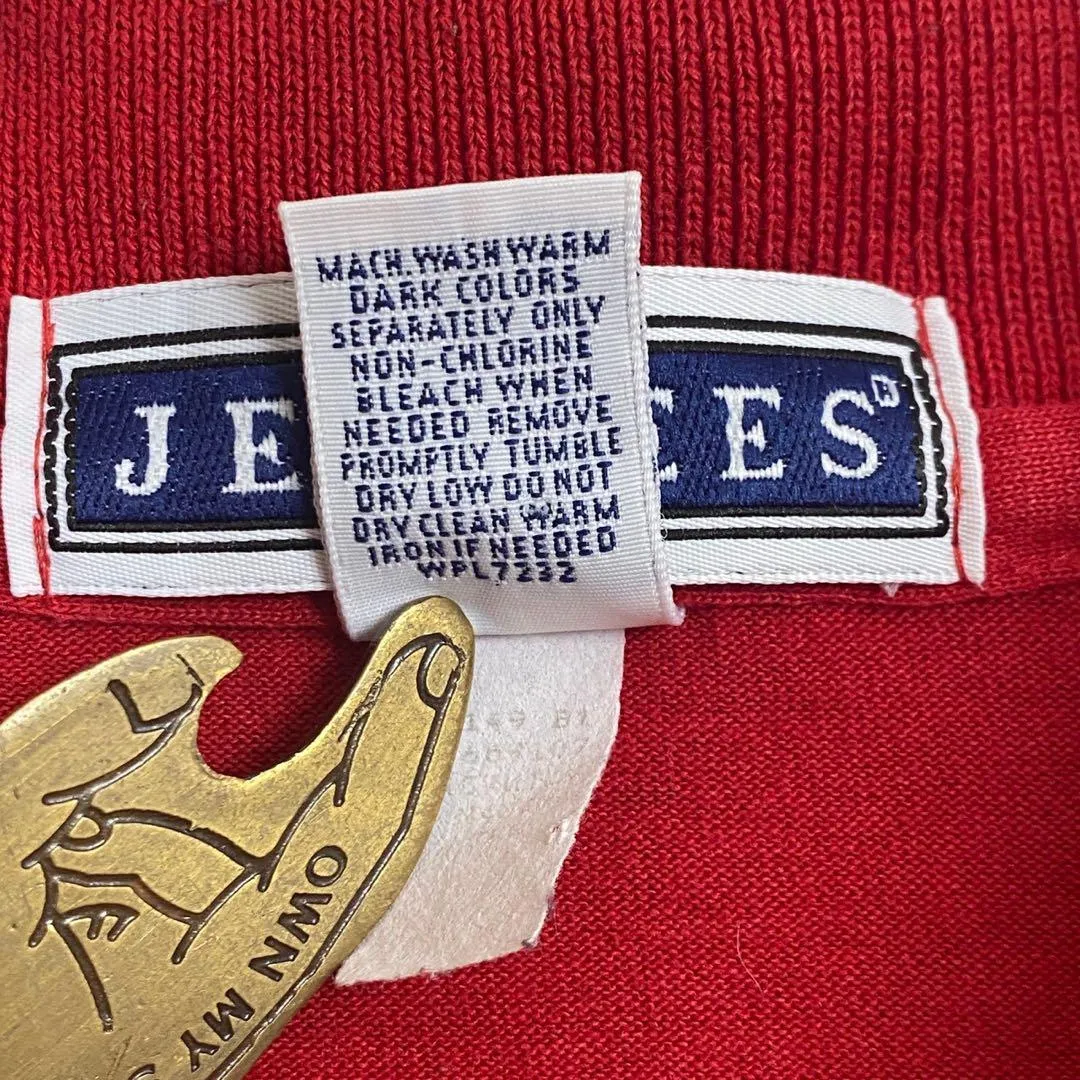 MACH. WASH WARM
DARK COLORS
SEPARATELY ONLY
NON-CHLORINE
BLEACH WHEN
NEEDED REMOVE
PROMPTLY TUMBLE
DRY LOW DO NOT
DRY CLEAN WARM
IRON IF NEEDED
WPL7232
JE CES
OWN MY